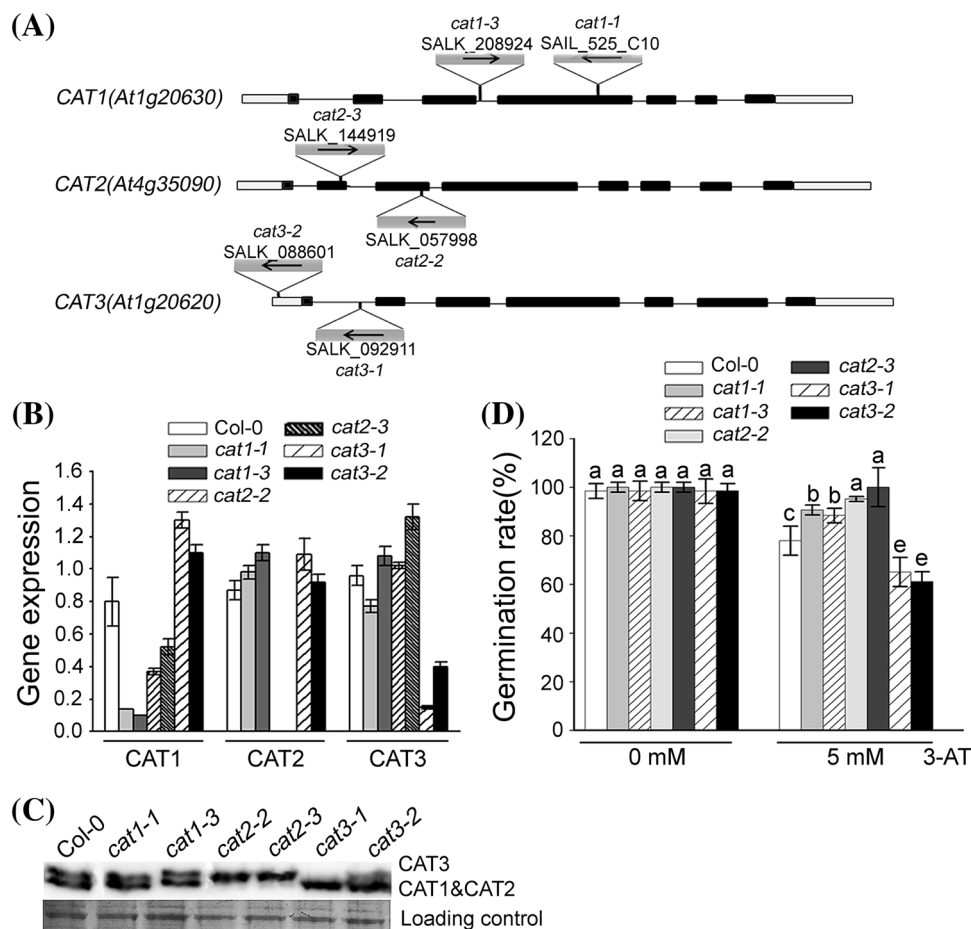 (A)
cat1-3
SALK_208924
cat1-1
SAIL_525_C10
CAT1(At1g20630)
cat2-3
SALK_144919
CAT2(At4g35090)
SALK_057998
cat2-2
cat3-2
SALK_088601
CAT3(At1g20620)
SALK_092911
cat3-1
(B)
Col-0
cat1-1
cat1-3
cat2-2
cat2-3
cat3-1
cat3-2
Gene expression
1.6
1.4
1.2
1.0
0.8
0.6
0.4
0.2
0.0
CAT1 CAT2 CAT3
(D)
Col-0
cat1-1
cat1-3
cat2-2
cat2-3
cat3-1
cat3-2
Germination rate(%)
120
100
80
60
40
20
0
a a a a a a a
c b b a a e e
0 mM 5 mM 3-AT
(C)
Col-0 cat1-1 cat1-3 cat2-2 cat2-3 cat3-1 cat3-2
CAT3
CAT1&CAT2
Loading control